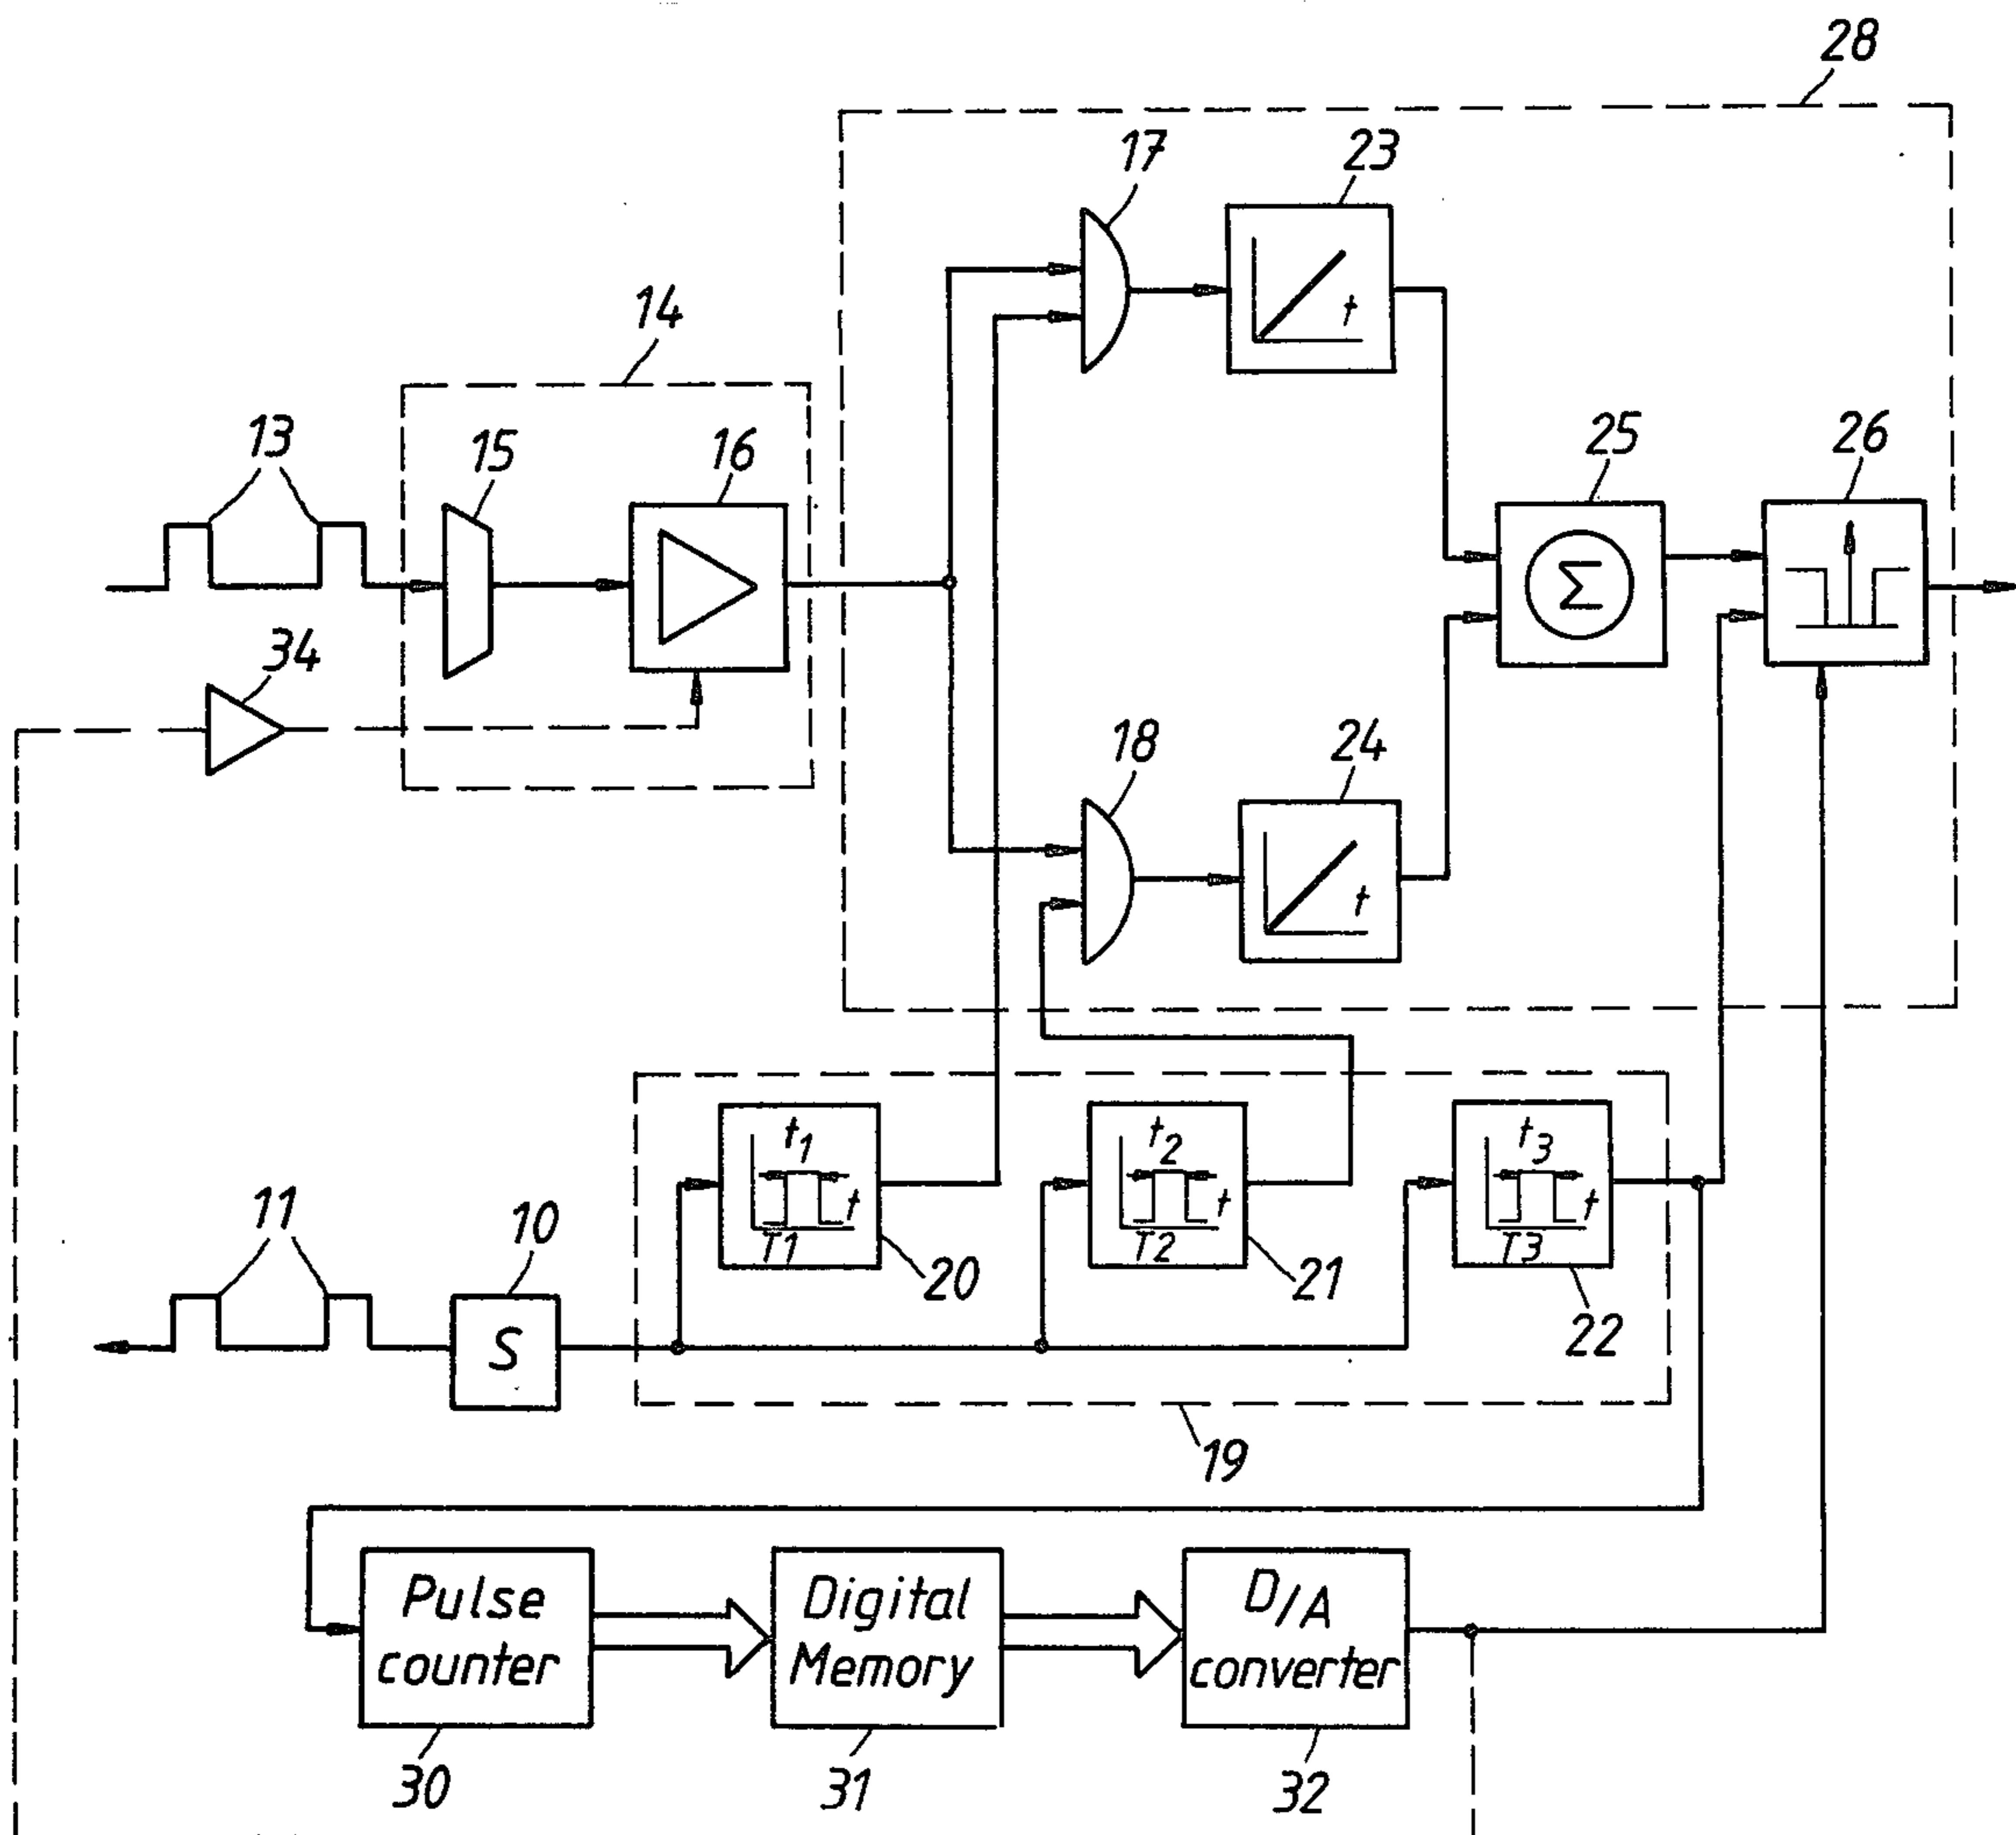 28
17
23
t
14
13
15
16
25
26
Σ
34
18
24
t
t1
t
T1
t2
t
T2
t3
t
T3
11
10
20
21
22
S
19
Pulse
counter
Digital
Memory
D/A
converter
30
31
32